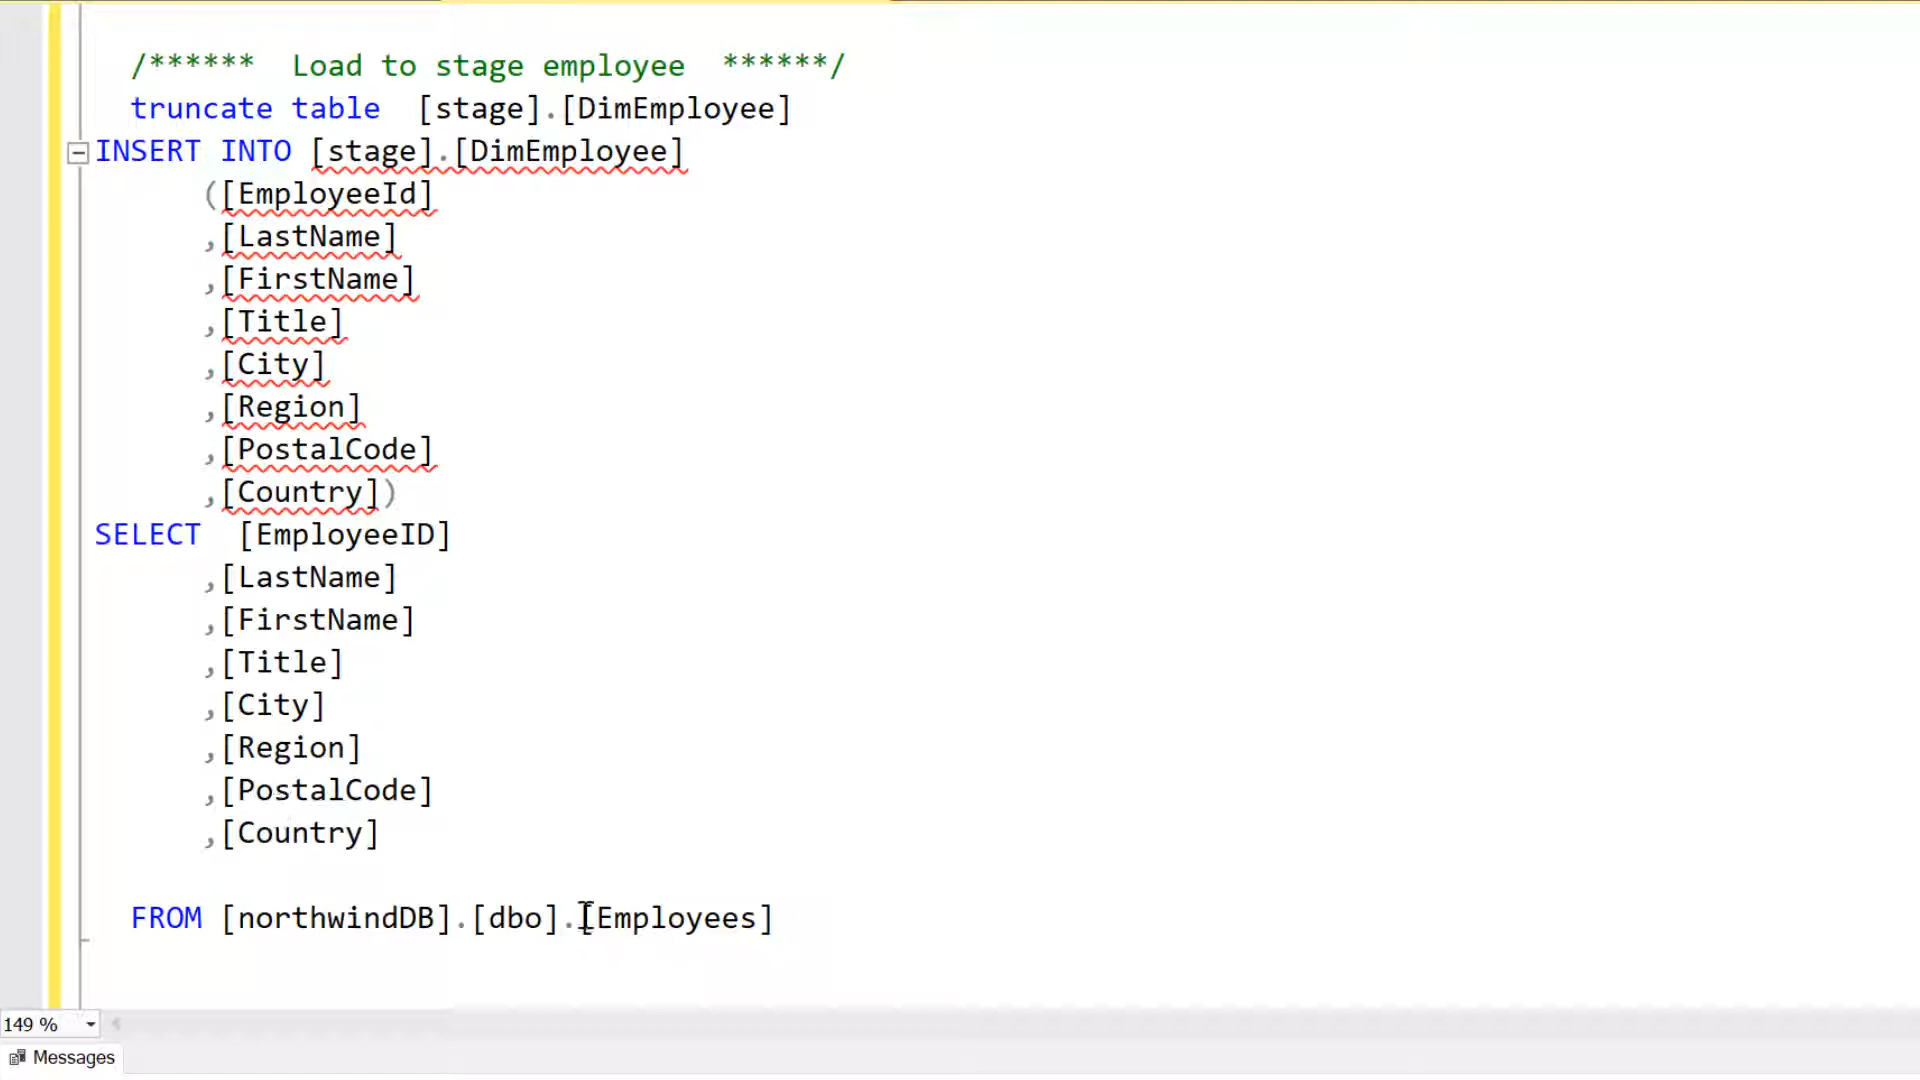 /******  Load to stage employee  ******/
truncate table  [stage].[DimEmployee]
INSERT INTO [stage].[DimEmployee]
([EmployeeId]
,[LastName]
,[FirstName]
,[Title]
,[City]
,[Region]
,[PostalCode]
,[Country])
SELECT  [EmployeeID]
,[LastName]
,[FirstName]
,[Title]
,[City]
,[Region]
,[PostalCode]
,[Country]
FROM [northwindDB].[dbo].[Employees]
149 %
Messages